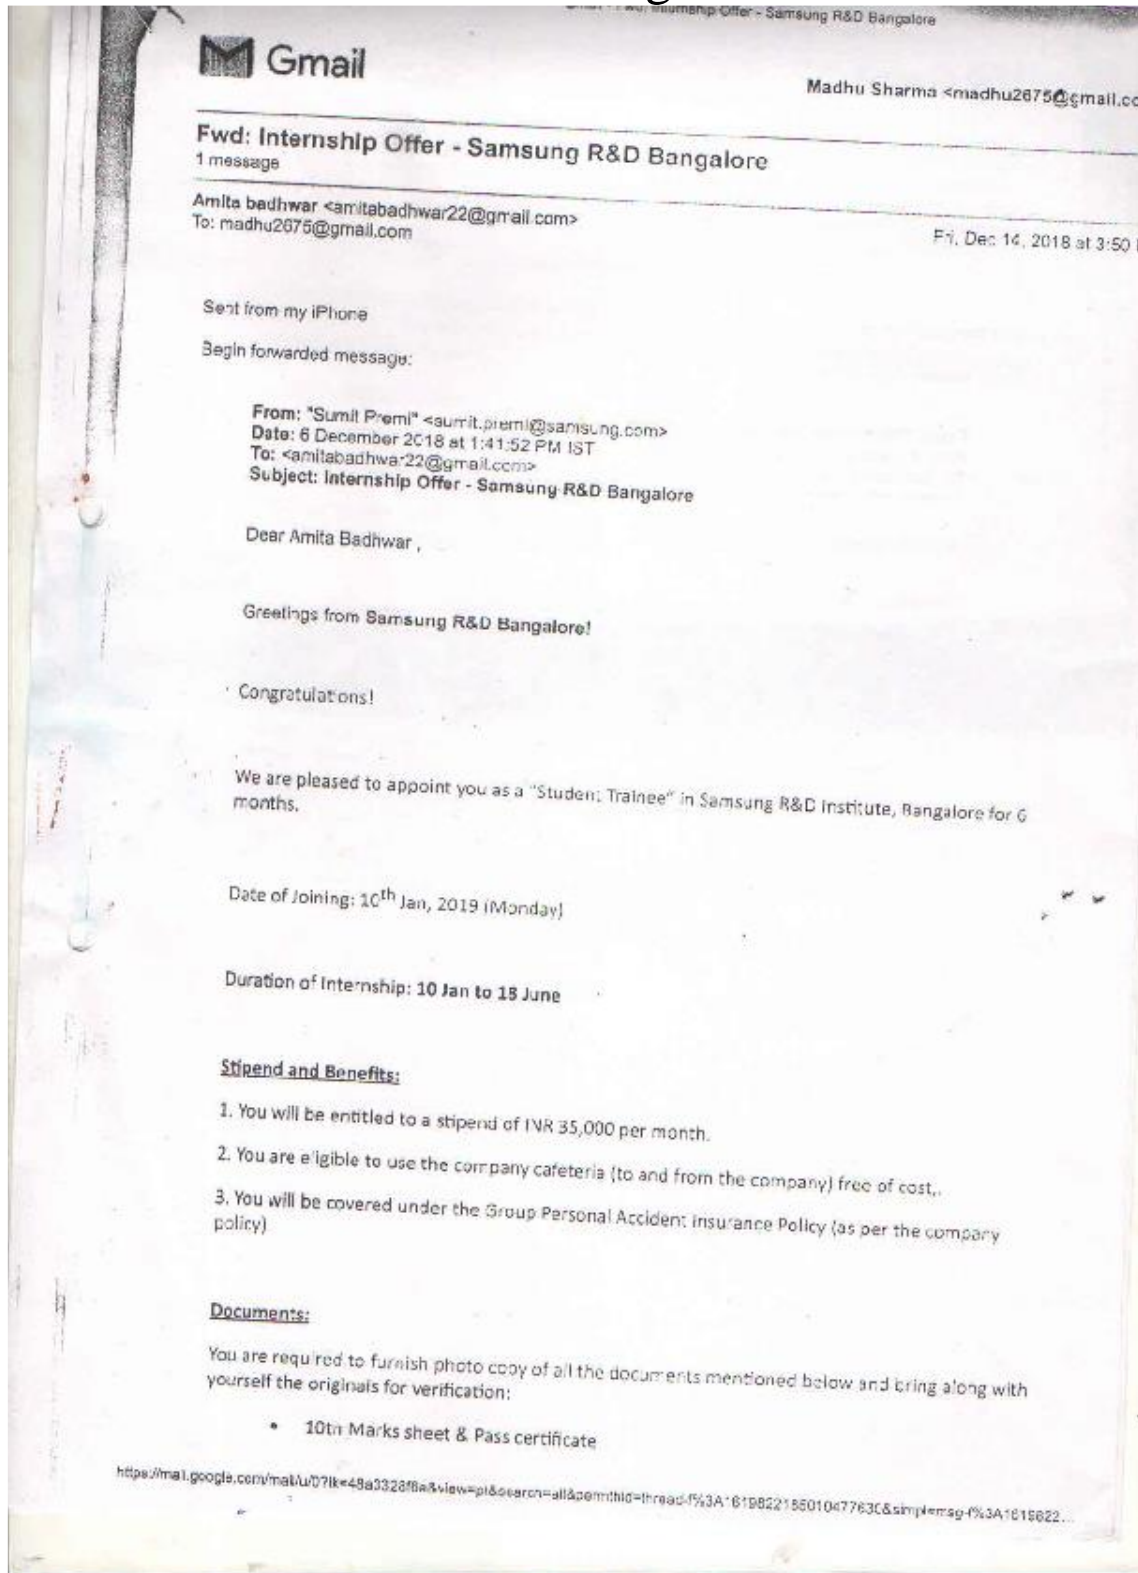 Internship Offer - Samsung R&D Bangalore
Gmail
Madhu Sharma <madhu2675@gmail.co
Fwd: Internship Offer - Samsung R&D Bangalore
1 message
Amita badhwar <amitabadhwar22@gmail.com>
To: madhu2675@gmail.com
Fri, Dec 14, 2018 at 3:50
Sent from my iPhone
Begin forwarded message:
From: "Sumit Premi" <sumit.premi@samsung.com>
Date: 6 December 2018 at 1:41:52 PM IST
To: <amitabadhwar22@gmail.com>
Subject: Internship Offer - Samsung R&D Bangalore
Dear Amita Badhwar ,
Greetings from Samsung R&D Bangalore!
Congratulations!
We are pleased to appoint you as a "Student Trainee" in Samsung R&D Institute, Bangalore for 6
months.
Date of Joining: 10th Jan, 2019 (Monday)
Duration of Internship: 10 Jan to 18 June
Stipend and Benefits:
1. You will be entitled to a stipend of INR 35,000 per month.
2. You are eligible to use the company cafeteria (to and from the company) free of cost,.
3. You will be covered under the Group Personal Accident Insurance Policy (as per the company
policy)
Documents:
You are required to furnish photo copy of all the documents mentioned below and bring along with
yourself the originals for verification:
• 10th Marks sheet & Pass certificate